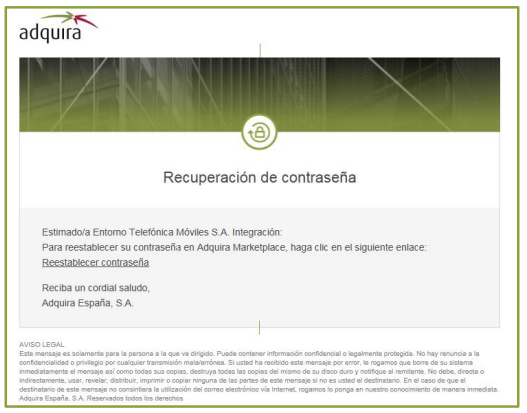 adquira
Recuperación de contraseña
Estimado/a Entorno Telefónica Móviles S.A. Integración:
Para reestablecer su contraseña en Adquira Marketplace, haga clic en el siguiente enlace:
Reestablecer contraseña
Reciba un cordial saludo,
Adquira España, S.A.
AVISO LEGAL
Este mensaje es solamente para la persona a la que va dirigido. Puede contener información confidencial o legalmente protegida. No hay renuncia a la
confidencialidad o privilegio por cualquier transmisión mala/errónea. Si usted ha recibido este mensaje por error, le rogamos que borre de su sistema
inmediatamente el mensaje así como todas sus copias, destruya todas las copias del mismo de su disco duro y notifique al remitente. No debe, directa o
indirectamente, usar, revelar, distribuir, imprimir o copiar ninguna de las partes de este mensaje si no es usted el destinatario. En el caso de que el
destinatario de este mensaje no consintiera la utilización del correo electrónico vía Internet, rogamos lo ponga en nuestro conocimiento de manera inmediata.
Adquira España, S.A. Reservados todos los derechos